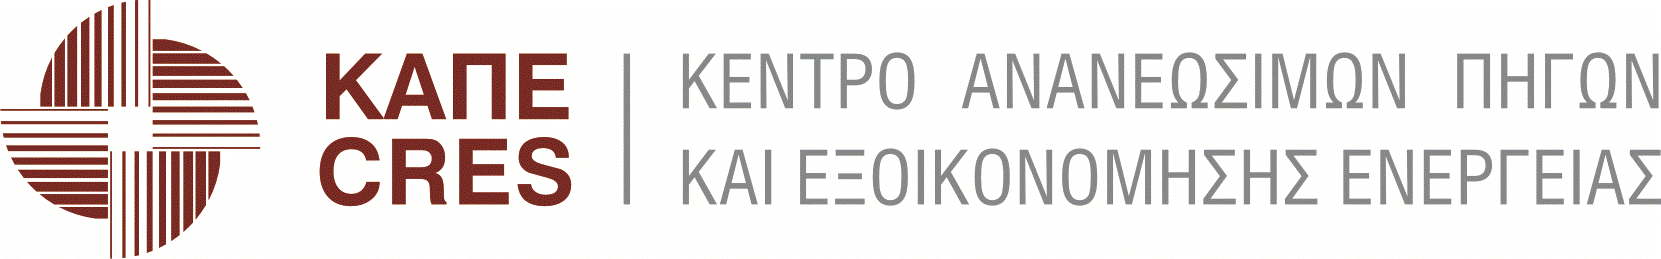 ΚΑΠΕ
CRES
ΚΕΝΤΡΟ ΑΝΑΝΕΩΣΙΜΩΝ ΠΗΓΩΝ
ΚΑΙ ΕΞΟΙΚΟΝΟΜΗΣΗΣ ΕΝΕΡΓΕΙΑΣ